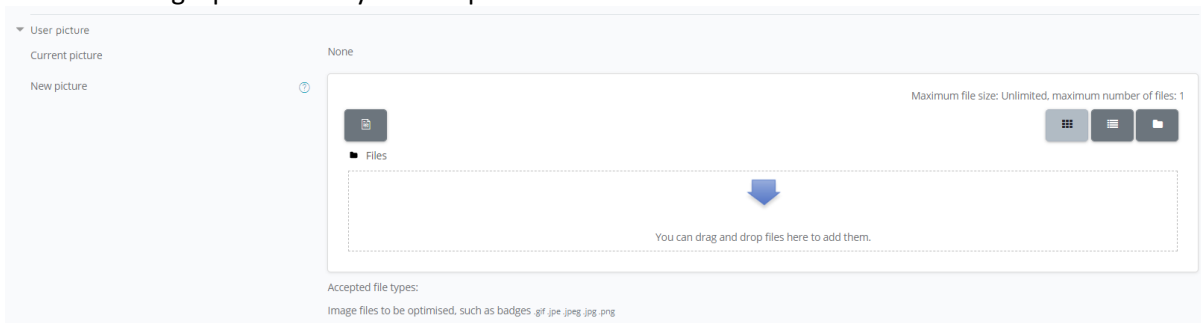 User picture
Current picture
None
New picture
Maximum file size: Unlimited, maximum number of files: 1
Files
You can drag and drop files here to add them.
Accepted file types:
Image files to be optimised, such as badges .gif .jpe .jpeg .jpg .png